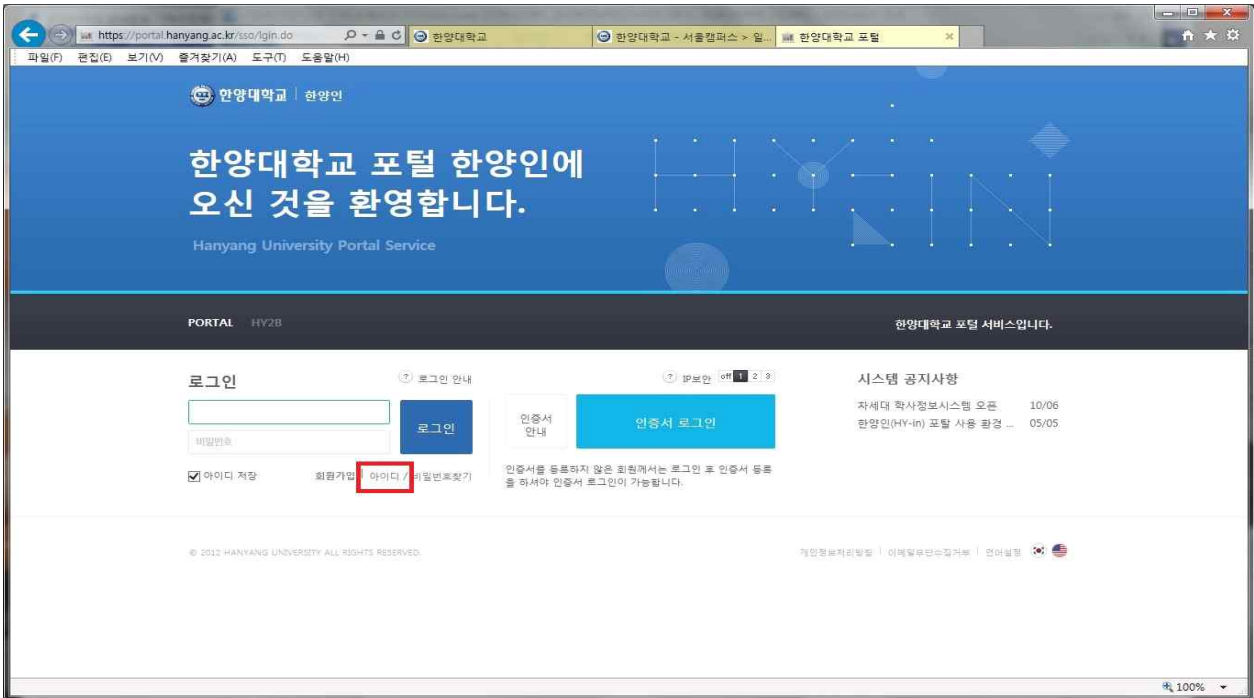 https://portal.hanyang.ac.kr/sso/lgin.do
한양대학교
한양대학교 - 서울캠퍼스 > 일...
한양대학교 포털
파일(F) 편집(E) 보기(V) 즐겨찾기(A) 도구(T) 도움말(H)
한양대학교 | 한양인
한양대학교 포털 한양인에
오신 것을 환영합니다.
Hanyang University Portal Service
HY-IN
PORTAL HY2B
한양대학교 포털 서비스입니다.
로그인
? 로그인 안내
비밀번호
로그인
아이디 저장
회원가입 | 아이디 / 비밀번호찾기
? IP보안 off 1 2 3
인증서
안내
인증서 로그인
인증서를 등록하지 않은 회원께서는 로그인 후 인증서 등록
을 하셔야 인증서 로그인이 가능합니다.
시스템 공지사항
차세대 학사정보시스템 오픈 10/06
한양인(HY-in) 포탈 사용 환경 ... 05/05
© 2012 HANYANG UNIVERSITY ALL RIGHTS RESERVED.
개인정보처리방침 | 이메일무단수집거부 | 언어설정
100%